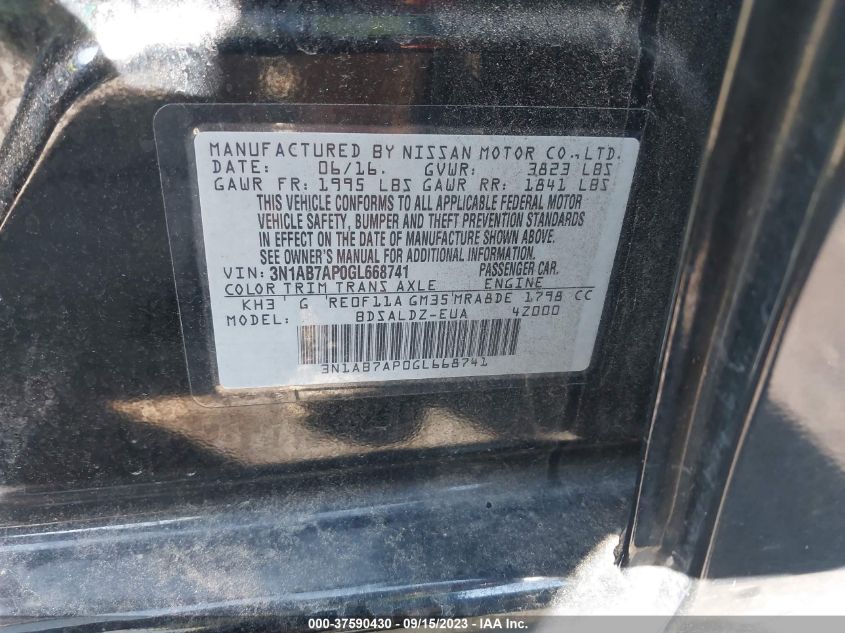 MANUFACTURED BY NISSAN MOTOR CO., LTD.
DATE: 06/16. GVWR: 3823 LBS
GAWR FR: 1995 LBS GAWR RR: 1841 LBS
THIS VEHICLE CONFORMS TO ALL APPLICABLE FEDERAL MOTOR
VEHICLE SAFETY, BUMPER AND THEFT PREVENTION STANDARDS
IN EFFECT ON THE DATE OF MANUFACTURE SHOWN ABOVE.
SEE OWNER'S MANUAL FOR ADDITIONAL INFORMATION.
VIN: 3N1AB7AP0GL668741 PASSENGER CAR.
COLOR TRIM TRANS AXLE ENGINE
KH3 G RE0F11A GM35 MRA8DE 1798 CC
MODEL: BDSALDZ-EUA 4Z000
3N1AB7AP0GL668741
000-37590430 - 09/15/2023 - IAAI.com